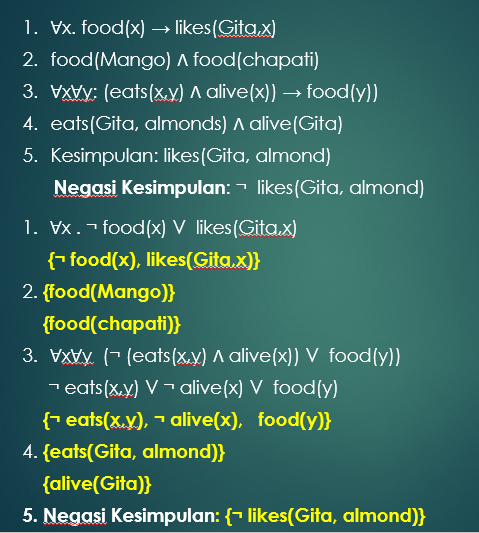 1. ∀x. food(x) → likes(Gita,x)
2. food(Mango) ∧ food(chapati)
3. ∀x∀y: (eats(x,y) ∧ alive(x)) → food(y))
4. eats(Gita, almonds) ∧ alive(Gita)
5. Kesimpulan: likes(Gita, almond)
Negasi Kesimpulan: ¬ likes(Gita, almond)
1. ∀x . ¬ food(x) V likes(Gita,x)
{¬ food(x), likes(Gita,x)}
2. {food(Mango)}
{food(chapati)}
3. ∀x∀y (¬ (eats(x,y) ∧ alive(x)) V food(y))
¬ eats(x,y) V ¬ alive(x) V food(y)
{¬ eats(x,y), ¬ alive(x), food(y)}
4. {eats(Gita, almond)}
{alive(Gita)}
5. Negasi Kesimpulan: {¬ likes(Gita, almond)}